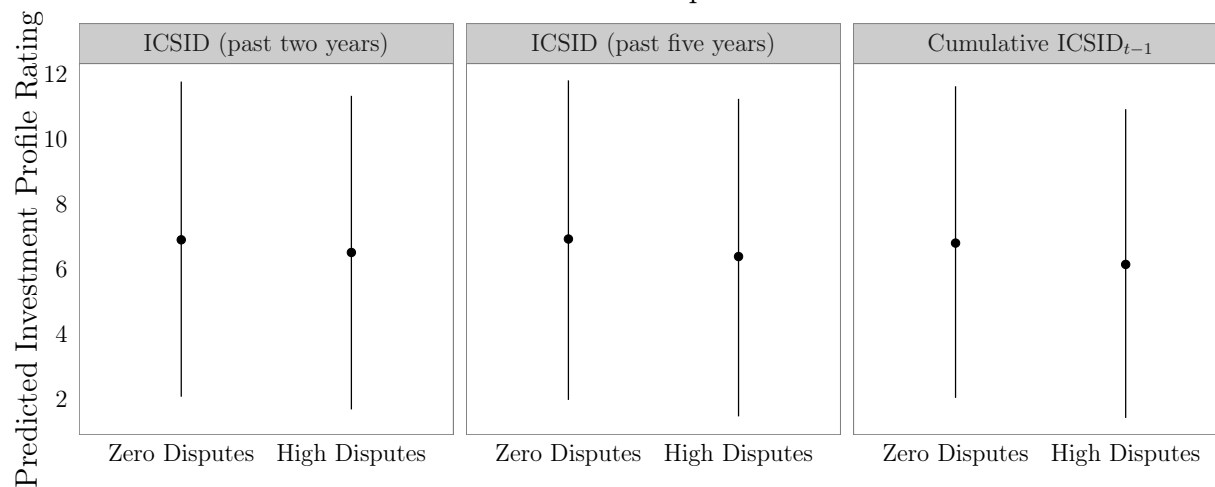 ICSID (past two years)
ICSID (past five years)
Cumulative ICSID_{t−1}
Predicted Investment Profile Rating
12
10
8
6
4
2
Zero Disputes High Disputes
Zero Disputes High Disputes
Zero Disputes High Disputes